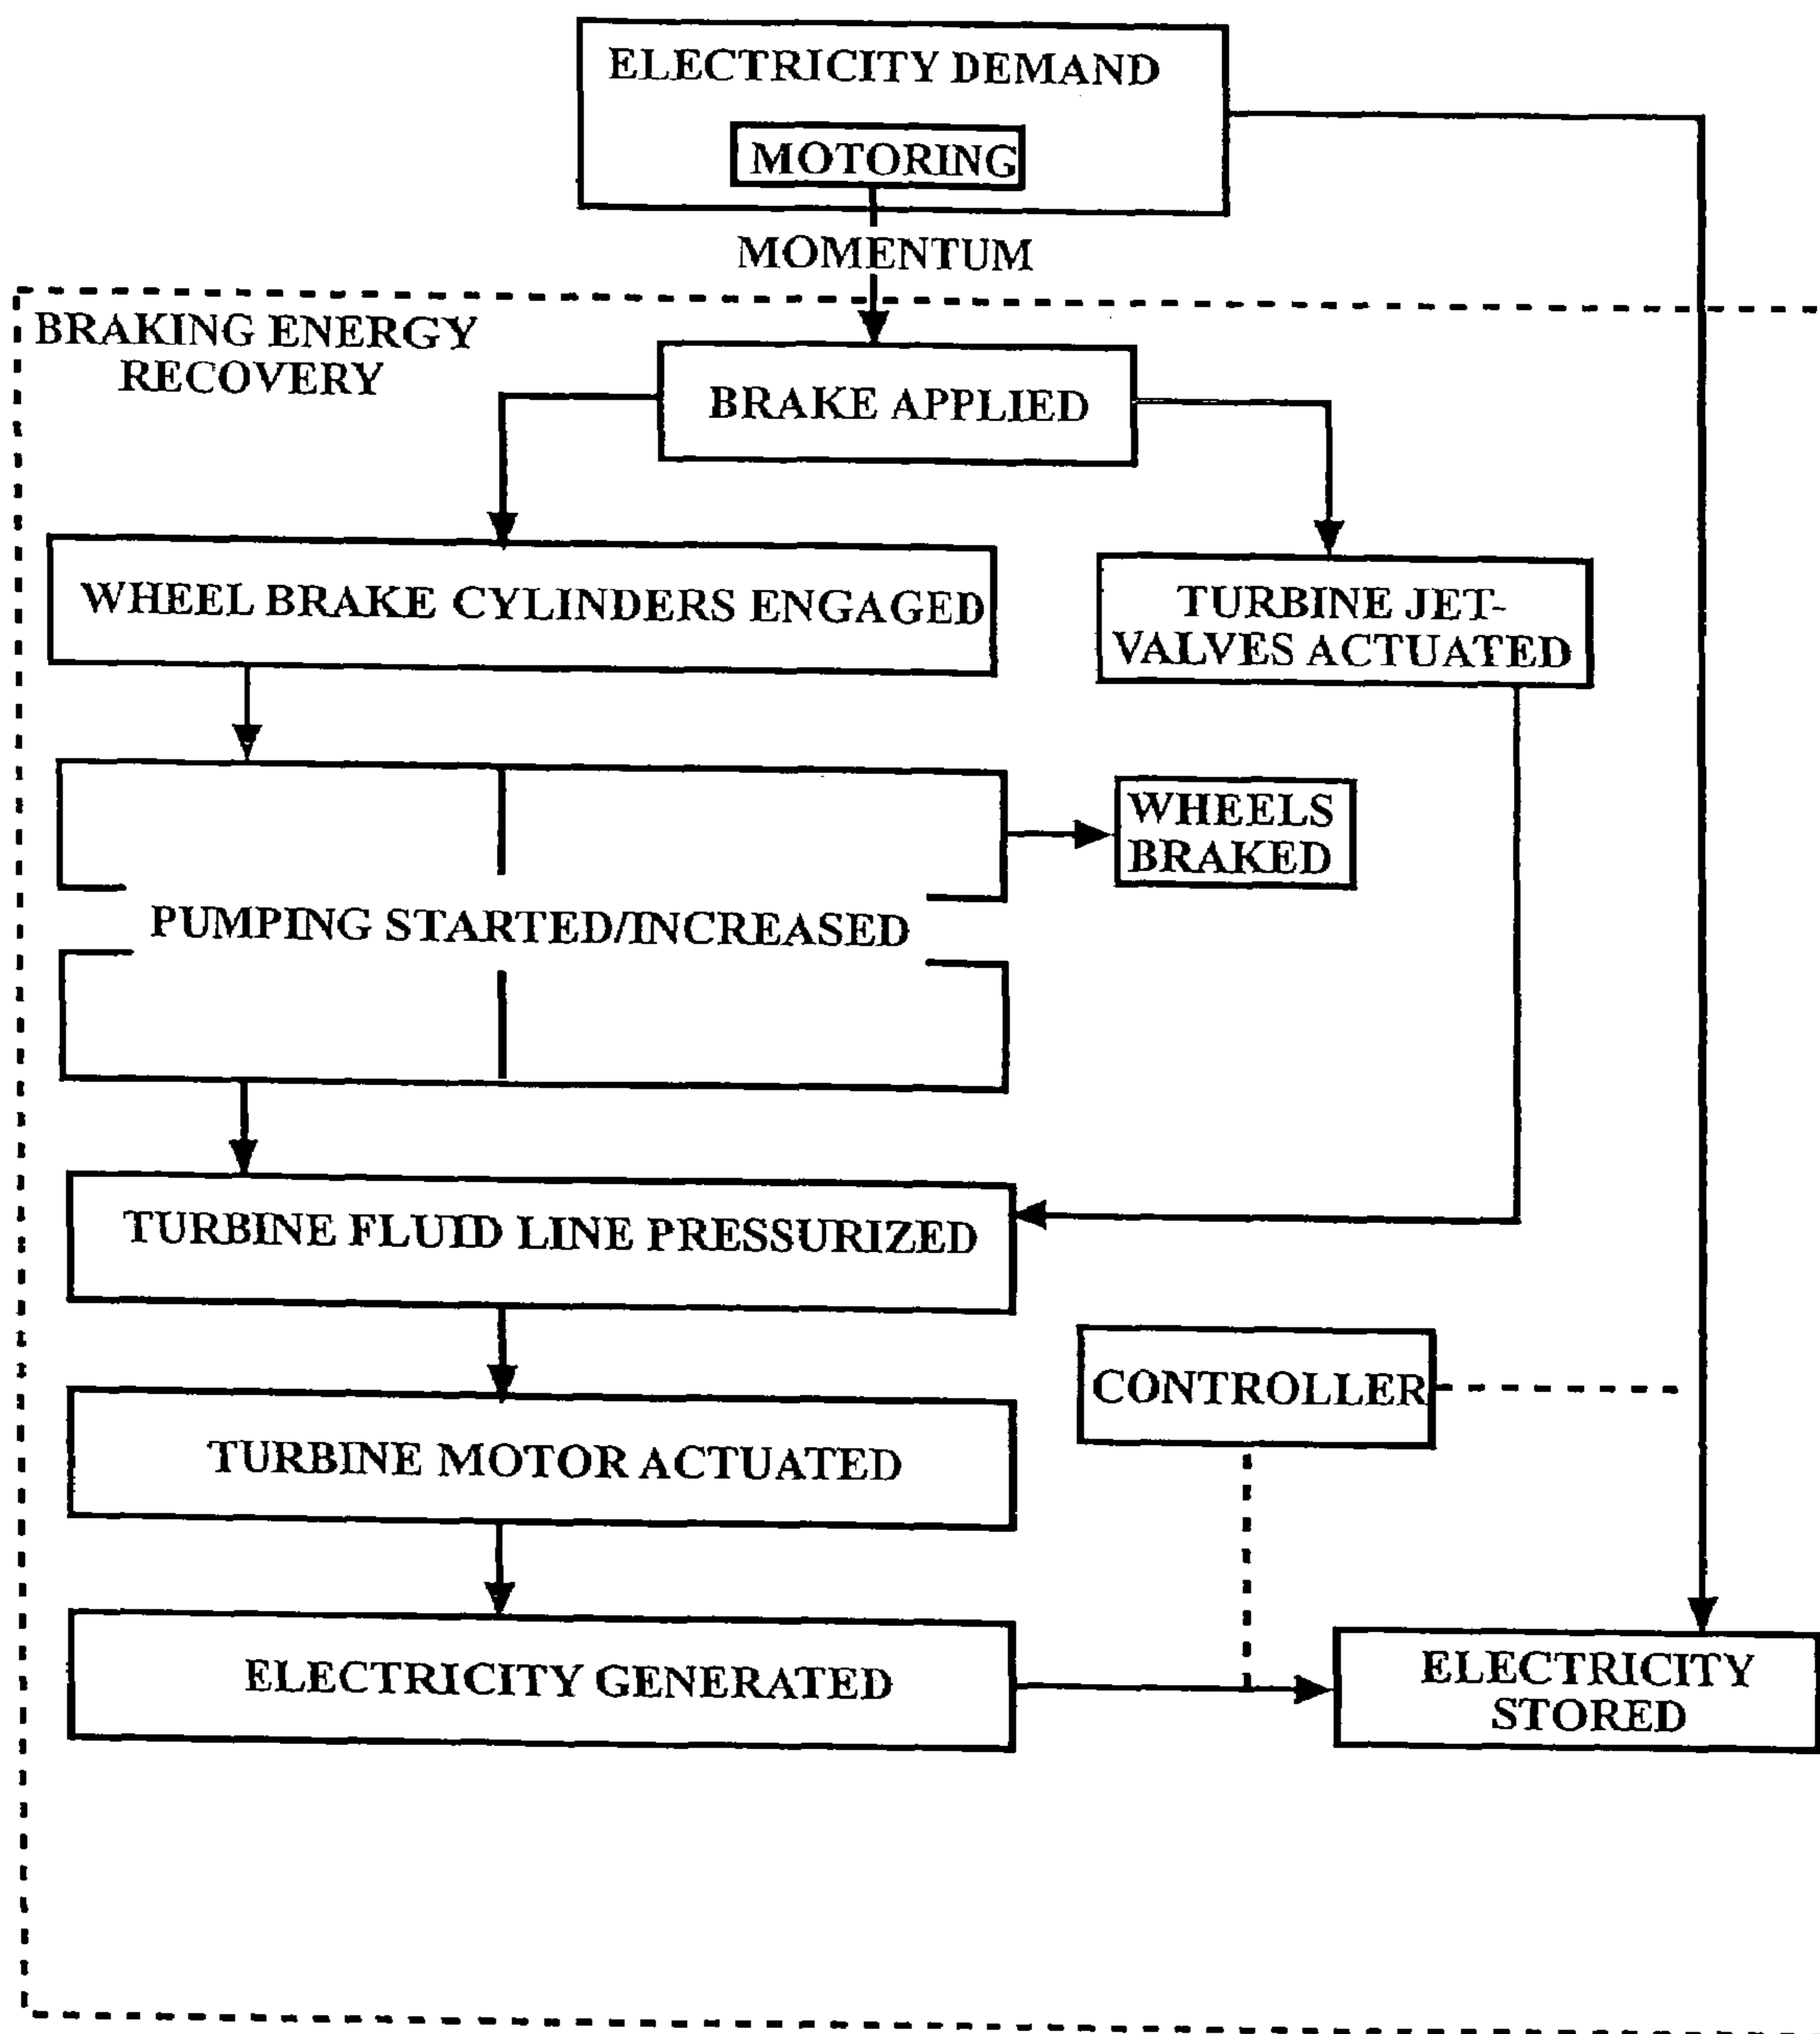 ELECTRICITY DEMAND
MOTORING
MOMENTUM
BRAKING ENERGY
RECOVERY
BRAKE APPLIED
WHEEL BRAKE CYLINDERS ENGAGED
TURBINE JET-
VALVES ACTUATED
WHEELS
BRAKED
PUMPING STARTED/INCREASED
TURBINE FLUID LINE PRESSURIZED
CONTROLLER
TURBINE MOTOR ACTUATED
ELECTRICITY GENERATED
ELECTRICITY
STORED